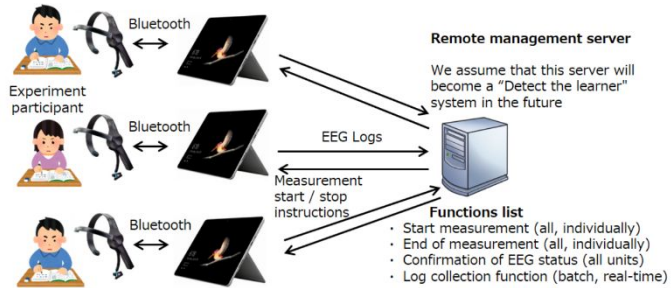 Bluetooth
Remote management server
We assume that this server will
become a “Detect the learner"
system in the future
Experiment
participant
Bluetooth
EEG Logs
Measurement
start / stop
instructions
Bluetooth
Functions list
· Start measurement (all, individually)
· End of measurement (all, individually)
· Confirmation of EEG status (all units)
· Log collection function (batch, real-time)